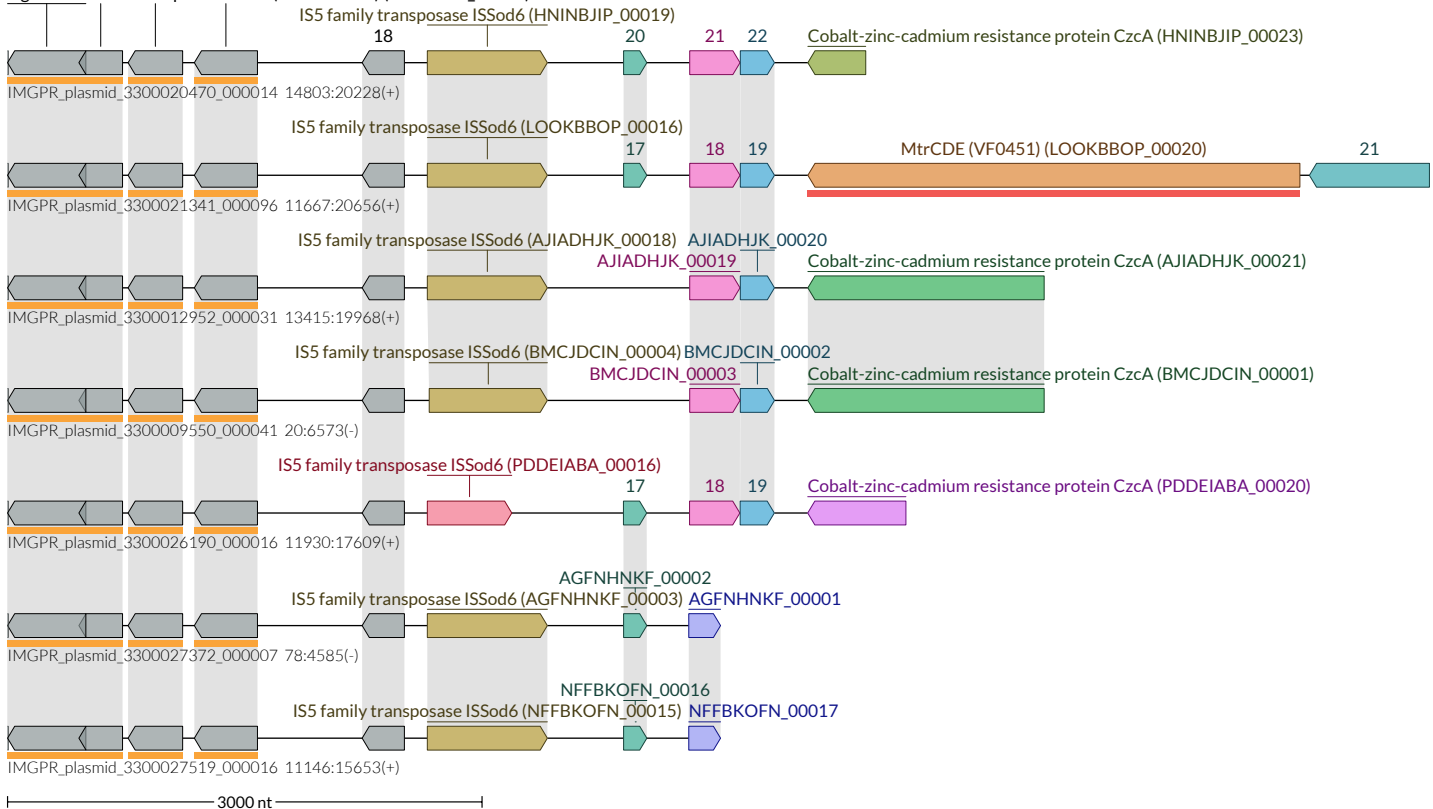 IS5 family transposase ISSod6 (HNINBJIP_00019)
18 20 21 22 Cobalt-zinc-cadmium resistance protein CzcA (HNINBJIP_00023)
IMGPR_plasmid_3300020470_000014 14803:20228(+)
IS5 family transposase ISSod6 (LOOKBBOP_00016)
17 18 19 MtrCDE (VF0451) (LOOKBBOP_00020) 21
IMGPR_plasmid_3300021341_000096 11667:20656(+)
IS5 family transposase ISSod6 (AJIADHJK_00018) AJIADHJK_00020
AJIADHJK_00019 Cobalt-zinc-cadmium resistance protein CzcA (AJIADHJK_00021)
IMGPR_plasmid_3300012952_000031 13415:19968(+)
IS5 family transposase ISSod6 (BMCJDCIN_00004) BMCJDCIN_00002
BMCJDCIN_00003 Cobalt-zinc-cadmium resistance protein CzcA (BMCJDCIN_00001)
IMGPR_plasmid_3300009550_000041 20:6573(-)
IS5 family transposase ISSod6 (PDDEIABA_00016)
17 18 19 Cobalt-zinc-cadmium resistance protein CzcA (PDDEIABA_00020)
IMGPR_plasmid_3300026190_000016 11930:17609(+)
AGFNHNKF_00002
IS5 family transposase ISSod6 (AGFNHNKF_00003) AGFNHNKF_00001
IMGPR_plasmid_3300027372_000007 78:4585(-)
NFFBKOFN_00016
IS5 family transposase ISSod6 (NFFBKOFN_00015) NFFBKOFN_00017
IMGPR_plasmid_3300027519_000016 11146:15653(+)
3000 nt